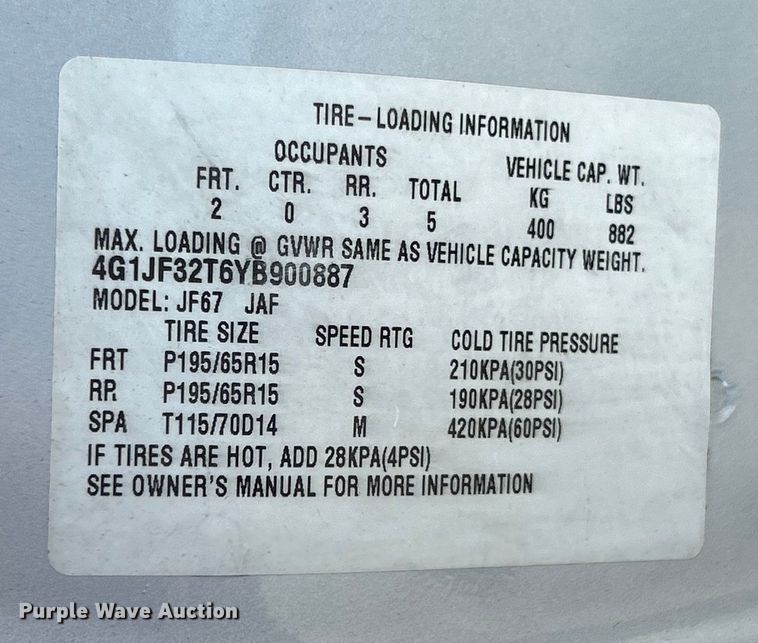 TIRE-LOADING INFORMATION
OCCUPANTS VEHICLE CAP. WT.
FRT. CTR. RR. TOTAL KG LBS
2 0 3 5 400 882
MAX. LOADING @ GVWR SAME AS VEHICLE CAPACITY WEIGHT.
4G1JF32T6YB900887
MODEL: JF67 JAF
TIRE SIZE SPEED RTG COLD TIRE PRESSURE
FRT P195/65R15 S 210KPA(30PSI)
RR P195/65R15 S 190KPA(28PSI)
SPA T115/70D14 M 420KPA(60PSI)
IF TIRES ARE HOT, ADD 28KPA(4PSI)
SEE OWNER'S MANUAL FOR MORE INFORMATION
Purple Wave Auction